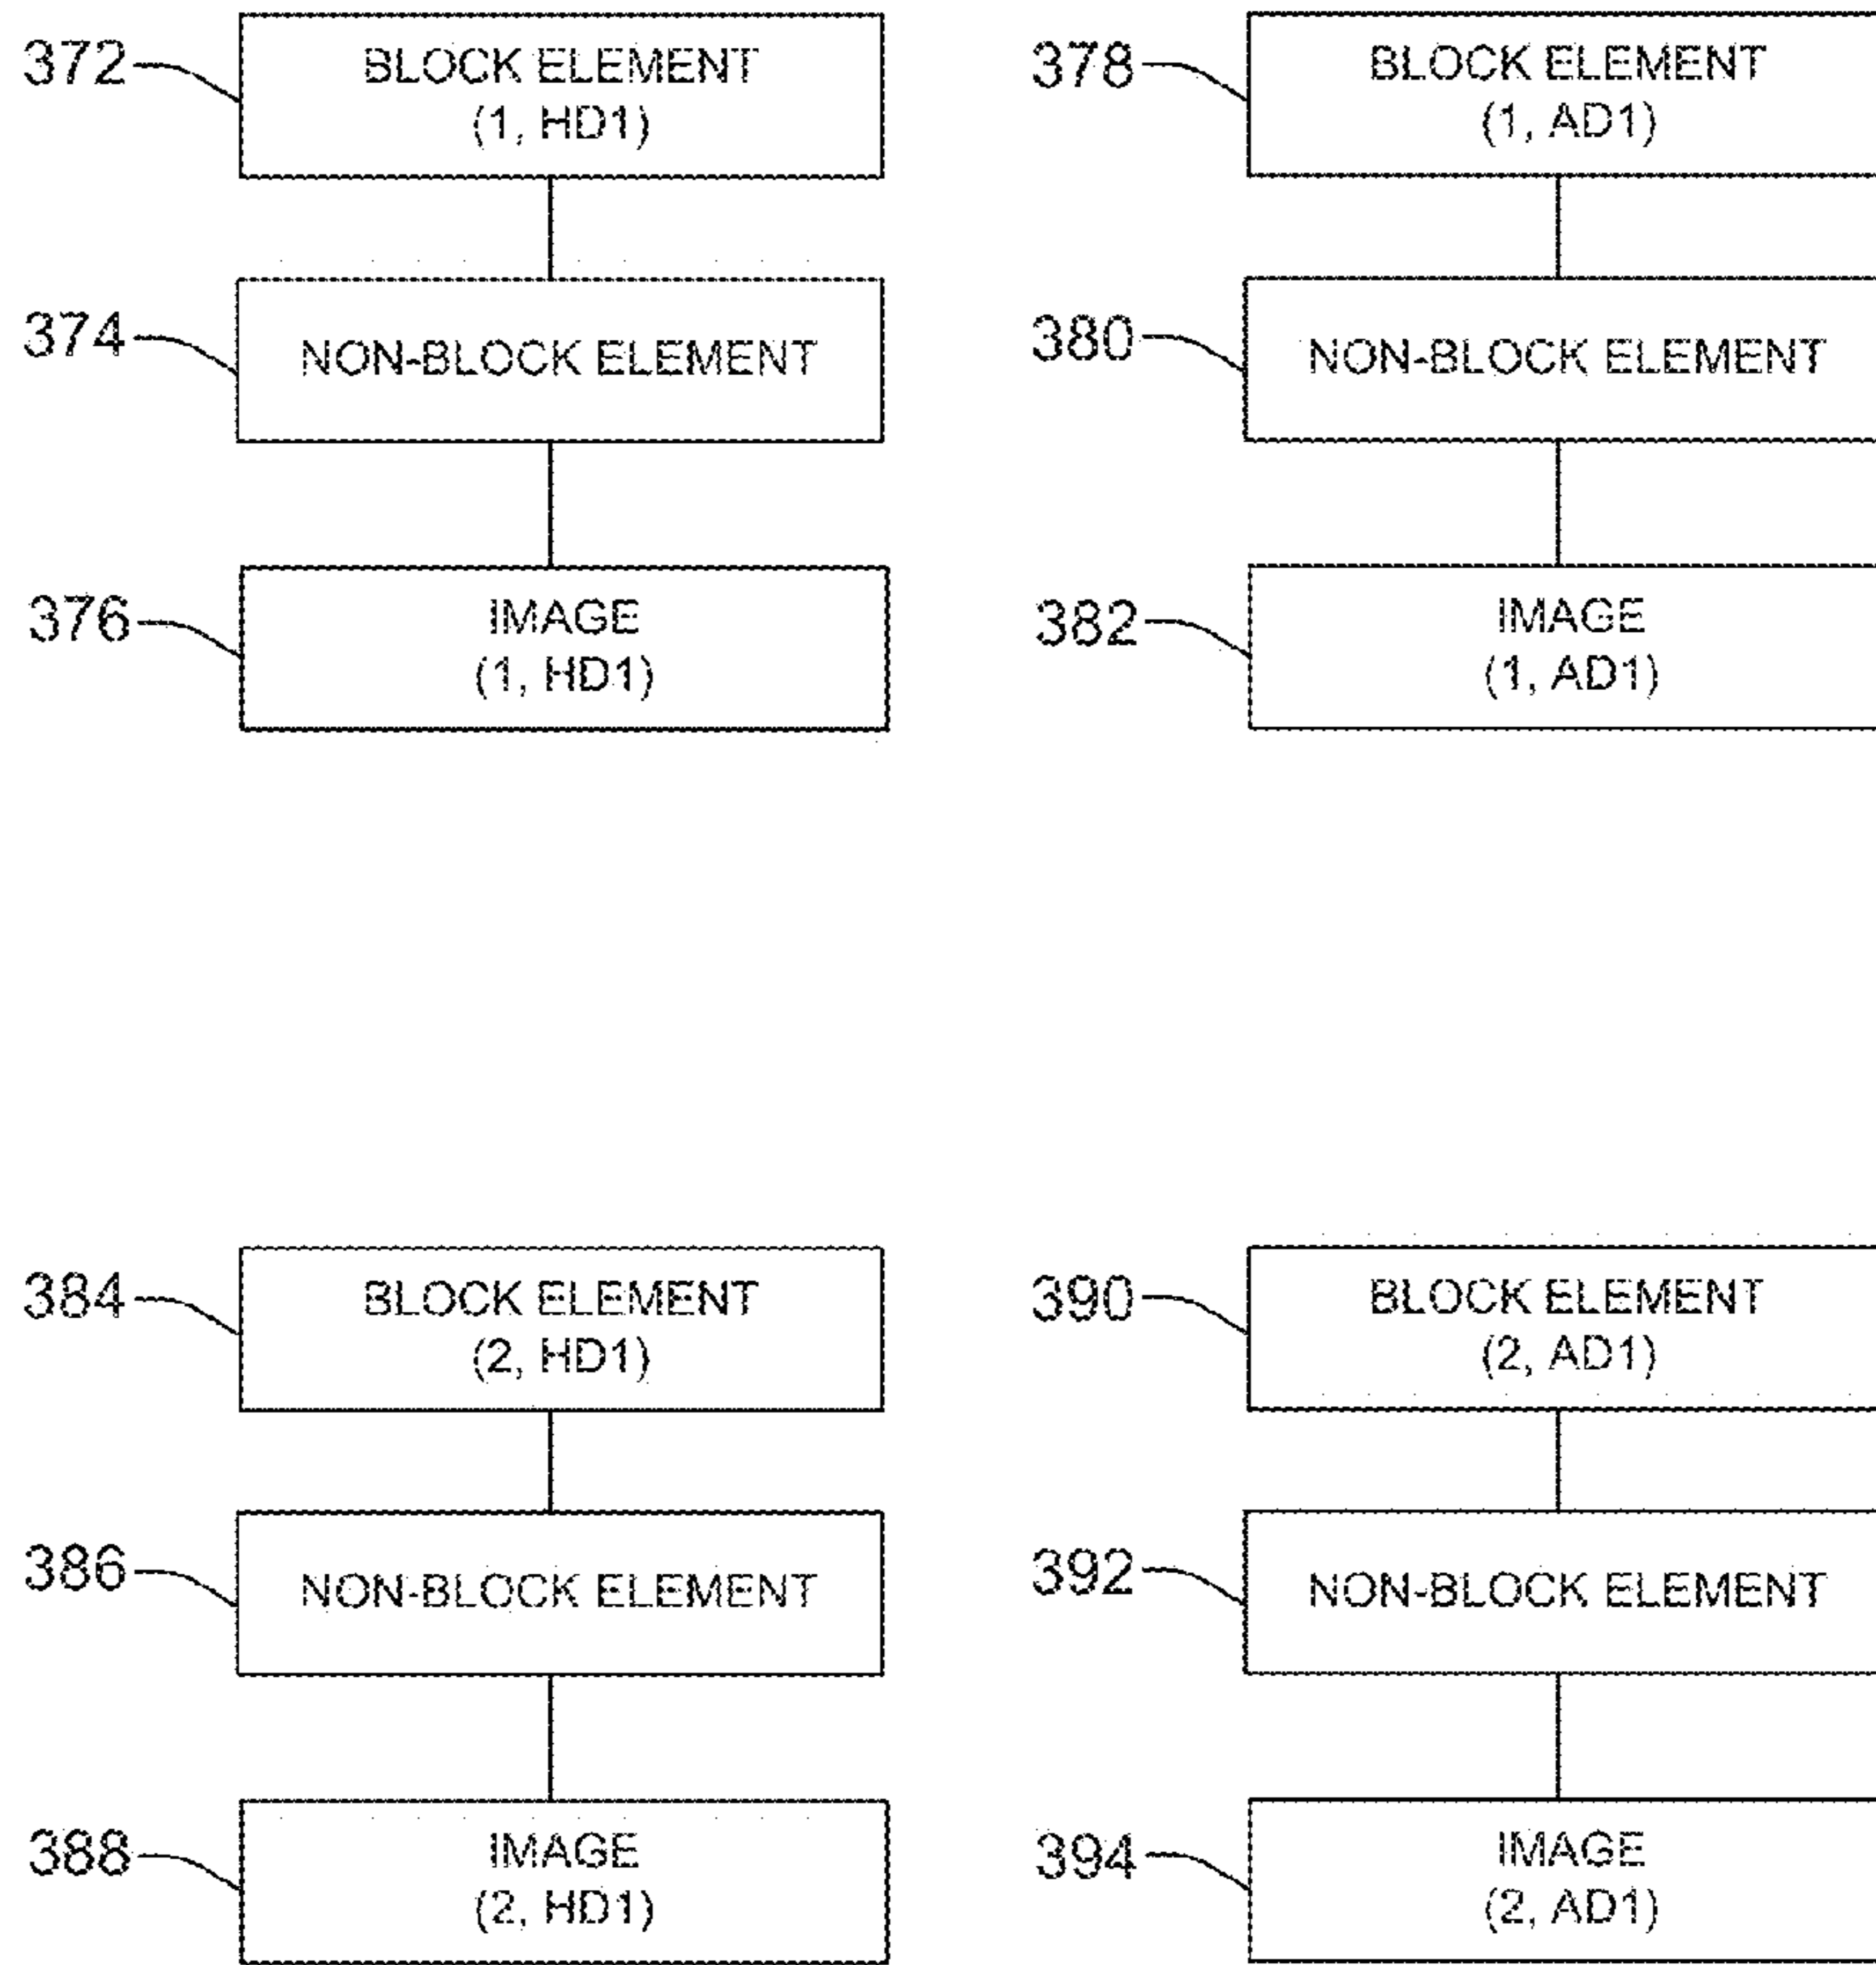 372
BLOCK ELEMENT
(1, HD1)
374
NON-BLOCK ELEMENT
376
IMAGE
(1, HD1)
378
BLOCK ELEMENT
(1, AD1)
380
NON-BLOCK ELEMENT
382
IMAGE
(1, AD1)
384
BLOCK ELEMENT
(2, HD1)
386
NON-BLOCK ELEMENT
388
IMAGE
(2, HD1)
390
BLOCK ELEMENT
(2, AD1)
392
NON-BLOCK ELEMENT
394
IMAGE
(2, AD1)